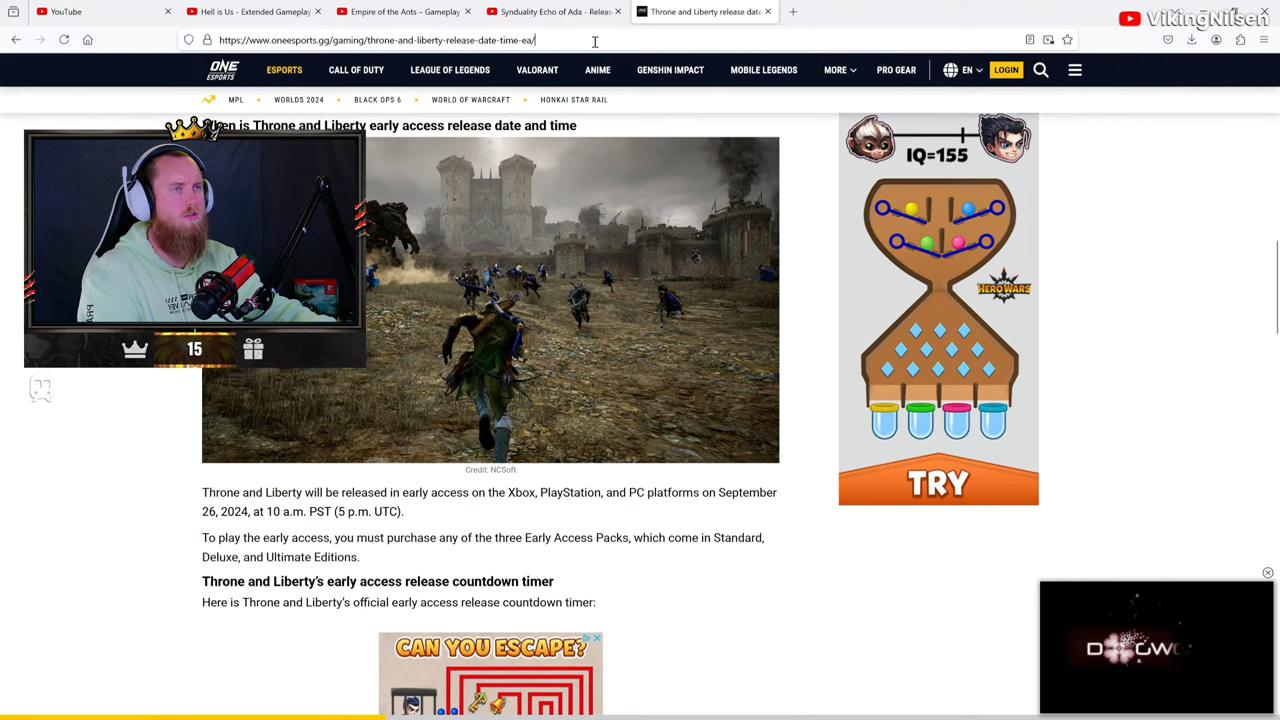 YouTube
Hell is Us - Extended Gameplay
Empire of the Ants – Gameplay
Synduality Echo of Ada - Releas
Throne and Liberty release date
VikingNilsen
https://www.oneesports.gg/gaming/throne-and-liberty-release-date-time-ea/
ONE
ESPORTS
ESPORTS
CALL OF DUTY
LEAGUE OF LEGENDS
VALORANT
ANIME
GENSHIN IMPACT
MOBILE LEGENDS
MORE
PRO GEAR
EN
LOGIN
MPL
WORLDS 2024
BLACK OPS 6
WORLD OF WARCRAFT
HONKAI STAR RAIL
is Throne and Liberty early access release date and time
IQ=155
HERO WARS
TRY
15
Credit: NCSoft
Throne and Liberty will be released in early access on the Xbox, PlayStation, and PC platforms on September
26, 2024, at 10 a.m. PST (5 p.m. UTC).
To play the early access, you must purchase any of the three Early Access Packs, which come in Standard,
Deluxe, and Ultimate Editions.
Throne and Liberty's early access release countdown timer
Here is Throne and Liberty's official early access release countdown timer:
CAN YOU ESCAPE?